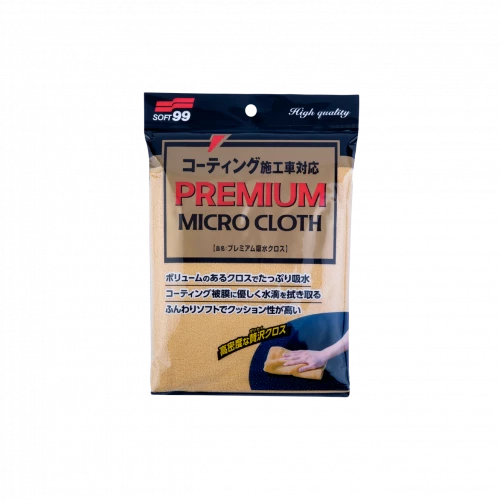 SOFT99
High quality
コーティング施工車対応
PREMIUM
MICRO CLOTH
【品名:プレミアム吸水クロス】
ボリュームのあるクロスでたっぷり吸水
コーティング被膜に優しく水滴を拭き取る
ふんわりソフトでクッション性が高い
高密度な贅沢クロス